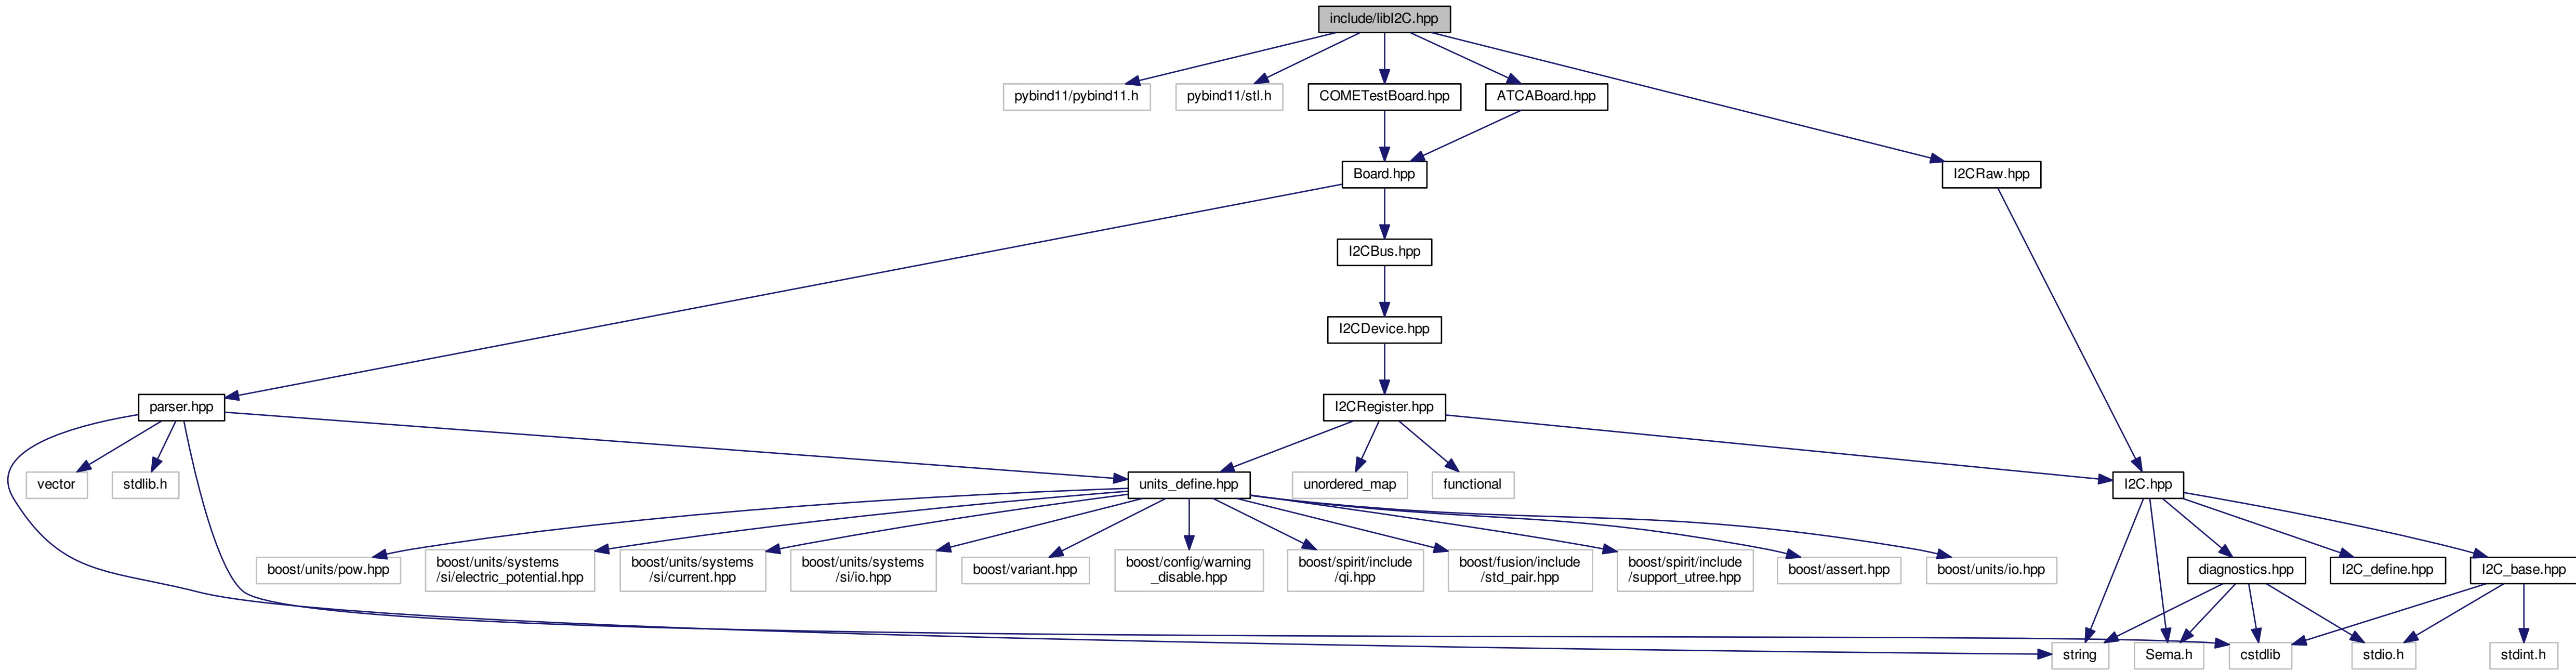 include/libI2C.hpp
pybind11/pybind11.h
pybind11/stl.h
COMETestBoard.hpp
ATCABoard.hpp
Board.hpp
I2CRaw.hpp
I2CBus.hpp
I2CDevice.hpp
parser.hpp
I2CRegister.hpp
vector
stdlib.h
units_define.hpp
unordered_map
functional
I2C.hpp
boost/units/pow.hpp
boost/units/systems
/si/electric_potential.hpp
boost/units/systems
/si/current.hpp
boost/units/systems
/si/io.hpp
boost/variant.hpp
boost/config/warning
_disable.hpp
boost/spirit/include
/qi.hpp
boost/fusion/include
/std_pair.hpp
boost/spirit/include
/support_utree.hpp
boost/assert.hpp
boost/units/io.hpp
diagnostics.hpp
I2C_define.hpp
I2C_base.hpp
string
Sema.h
cstdlib
stdio.h
stdint.h